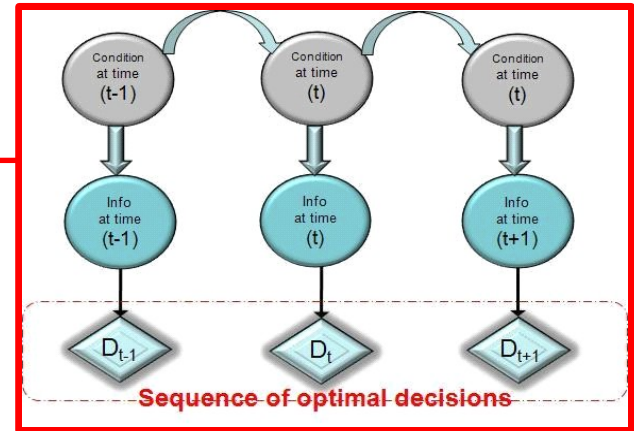 Condition
at time
(t-1)
Condition
at time
(t)
Condition
at time
(t)
Info
at time
(t-1)
Info
at time
(t)
Info
at time
(t+1)
Dt-1
Dt
Dt+1
Sequence of optimal decisions